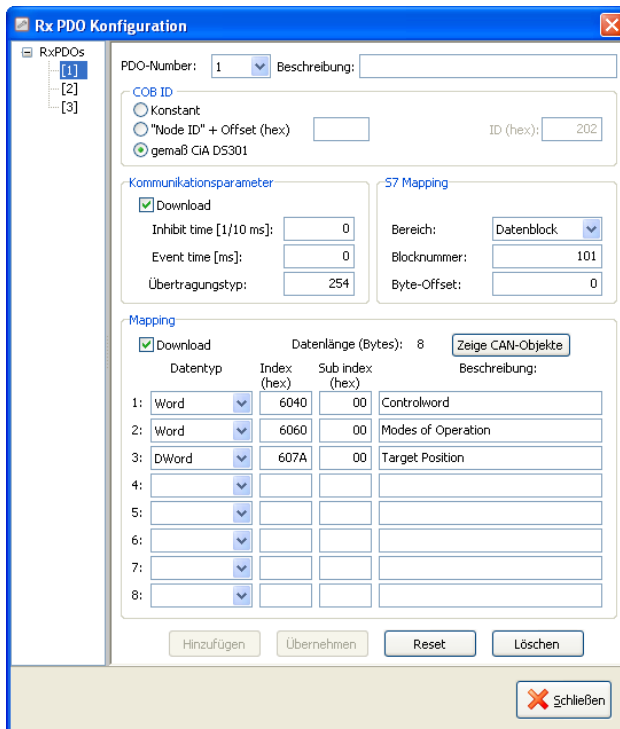 Rx PDO Konfiguration
RxPDOs
[1]
[2]
[3]
PDO-Number: 1 Beschreibung:
COB ID
Konstant
"Node ID" + Offset (hex) ID (hex): 202
gemaß CiA DS301
Kommunikationsparameter
Download
Inhibit time [1/10 ms]: 0
Event time [ms]: 0
Übertragungstyp: 254
S7 Mapping
Bereich: Datenblock
Blocknummer: 101
Byte-Offset: 0
Mapping
Download Datenlänge (Bytes): 8 Zeige CAN-Objekte
Datentyp Index (hex) Sub index (hex) Beschreibung:
1: Word 6040 00 Controlword
2: Word 6060 00 Modes of Operation
3: DWord 607A 00 Target Position
4:
5:
6:
7:
8:
Hinzufügen Übernehmen Reset Löschen
Schließen